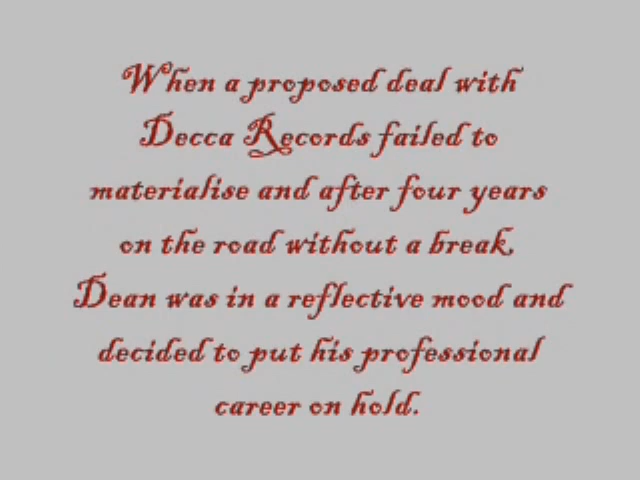 When a proposed deal with
Decca Records failed to
materialise and after four years
on the road without a break,
Dean was in a reflective mood and
decided to put his professional
career on hold.